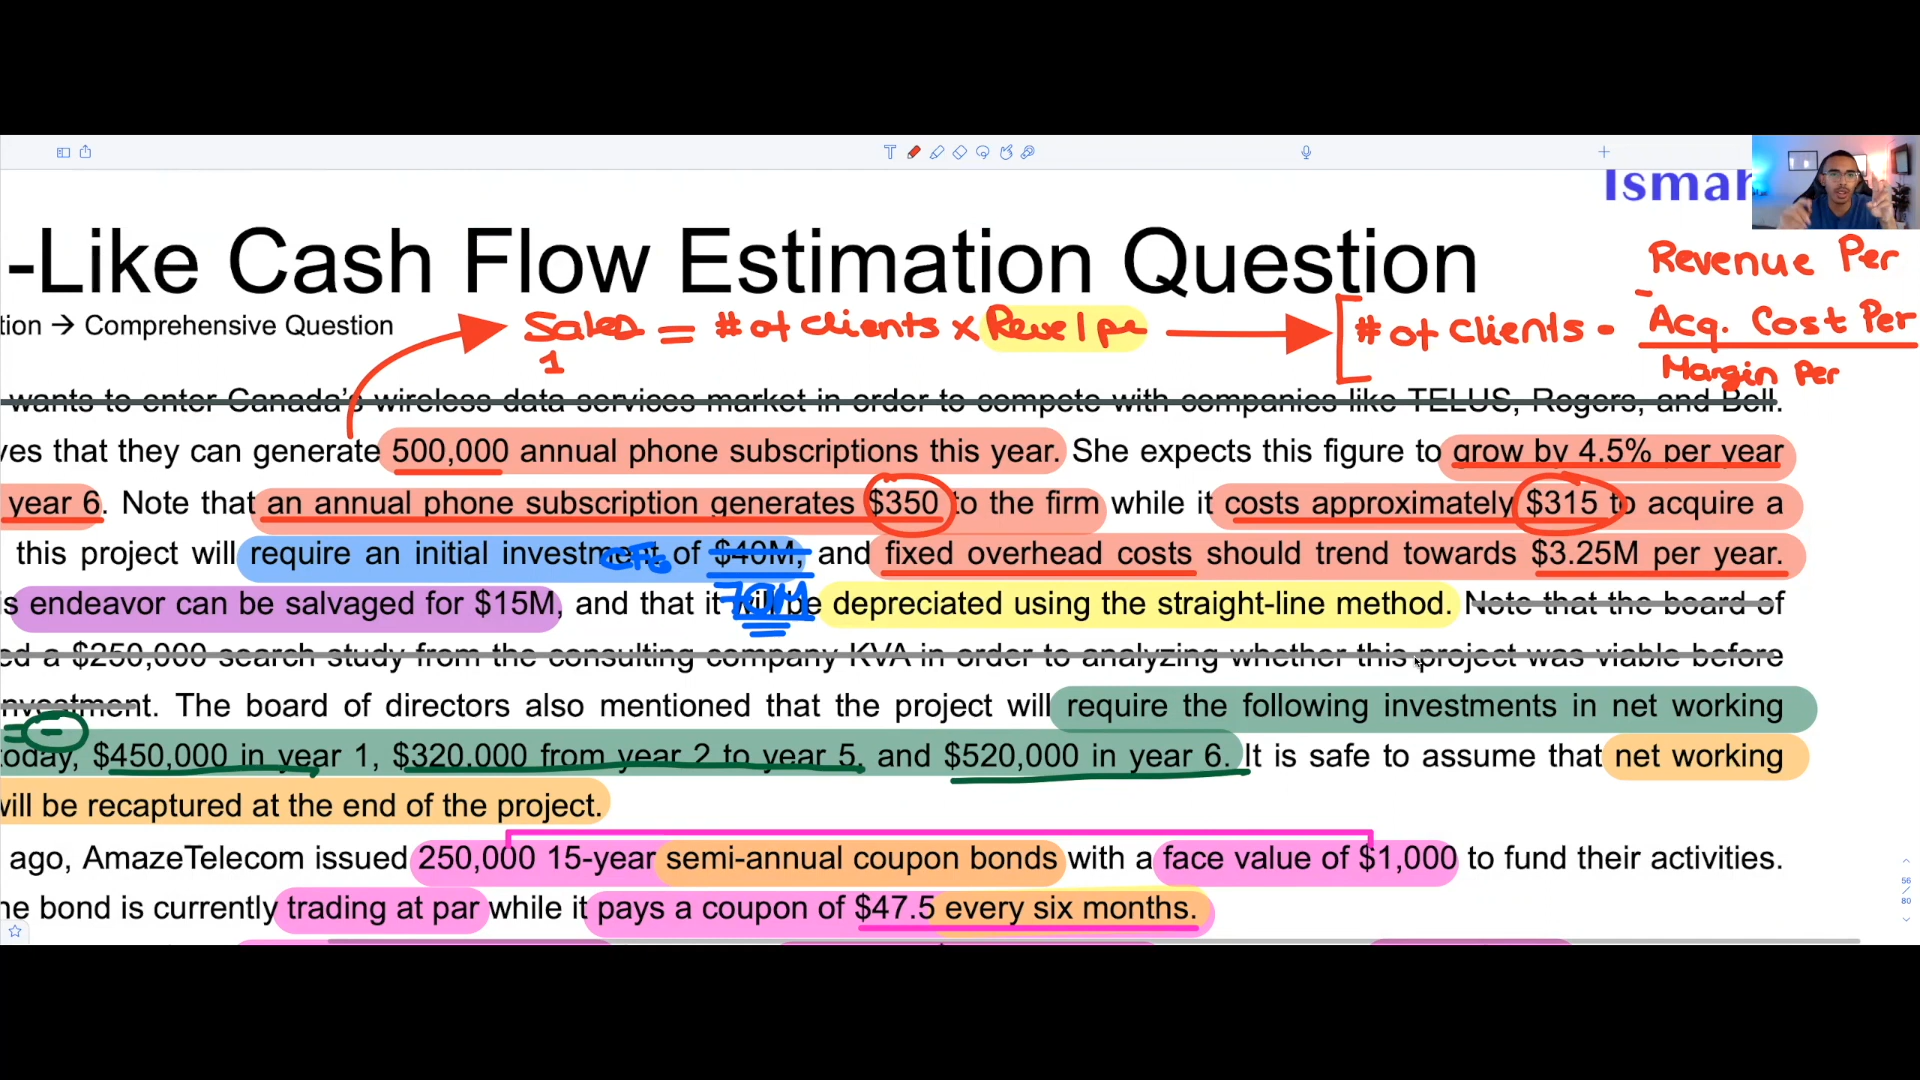 Ismah
-Like Cash Flow Estimation Question
Revenue Per
tion → Comprehensive Question
Sales = # of Clients x Reve / pe
1
[ # of Clients -
- Acq. Cost Per
Margin Per
wants to enter Canada's wireless data services market in order to compete with companies like TELUS, Rogers, and Bell.
ves that they can generate 500,000 annual phone subscriptions this year. She expects this figure to grow by 4.5% per year
year 6. Note that an annual phone subscription generates $350 to the firm while it costs approximately $315 to acquire a
this project will require an initial investment of $40M, and fixed overhead costs should trend towards $3.25M per year.
CF0
70M
s endeavor can be salvaged for $15M, and that it will be depreciated using the straight-line method. Note that the board of
ed a $250,000 search study from the consulting company KVA in order to analyzing whether this project was viable before
nvestment. The board of directors also mentioned that the project will require the following investments in net working
today, $450,000 in year 1, $320,000 from year 2 to year 5, and $520,000 in year 6. It is safe to assume that net working
will be recaptured at the end of the project.
ago, AmazeTelecom issued 250,000 15-year semi-annual coupon bonds with a face value of $1,000 to fund their activities.
he bond is currently trading at par while it pays a coupon of $47.5 every six months.
56
/
80